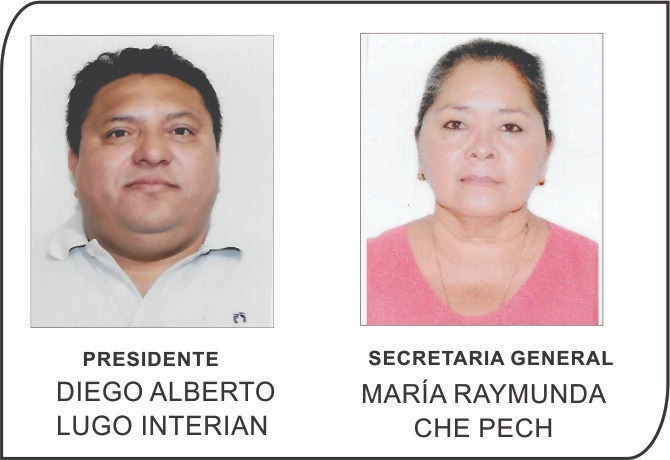 PRESIDENTE
DIEGO ALBERTO
LUGO INTERIAN
SECRETARIA GENERAL
MARÍA RAYMUNDA
CHE PECH